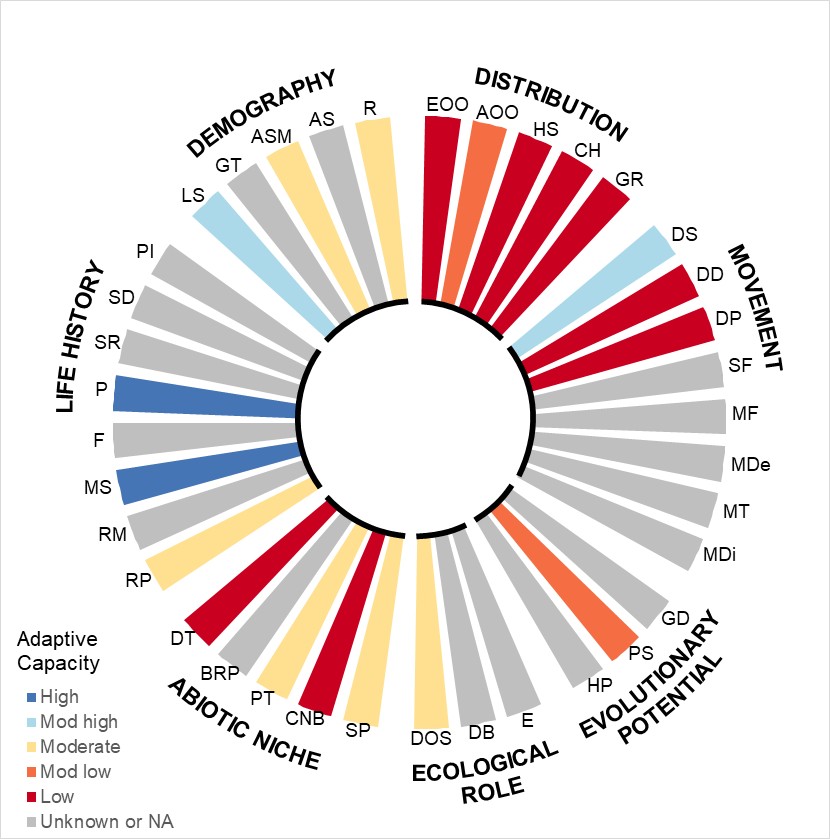 DISTRIBUTION
EOO
AOO
HS
CH
GR
MOVEMENT
DS
DD
DP
SF
MF
MDe
MT
MDi
EVOLUTIONARY
POTENTIAL
GD
PS
HP
ECOLOGICAL
ROLE
E
DB
DOS
ABIOTIC NICHE
SP
CNB
PT
BRP
DT
LIFE HISTORY
RP
RM
MS
F
P
SR
SD
PI
DEMOGRAPHY
LS
GT
ASM
AS
R
Adaptive
Capacity
High
Mod high
Moderate
Mod low
Low
Unknown or NA